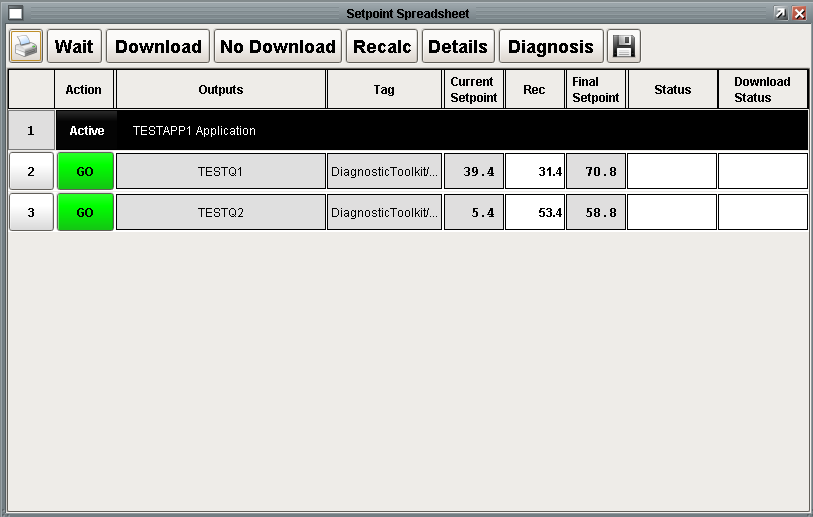 Setpoint Spreadsheet
Wait Download No Download Recalc Details Diagnosis
Action Outputs Tag Current Setpoint Rec Final Setpoint Status Download Status
1 Active TESTAPP1 Application
2 GO TESTQ1 DiagnosticToolkit/... 39.4 31.4 70.8
3 GO TESTQ2 DiagnosticToolkit/... 5.4 53.4 58.8